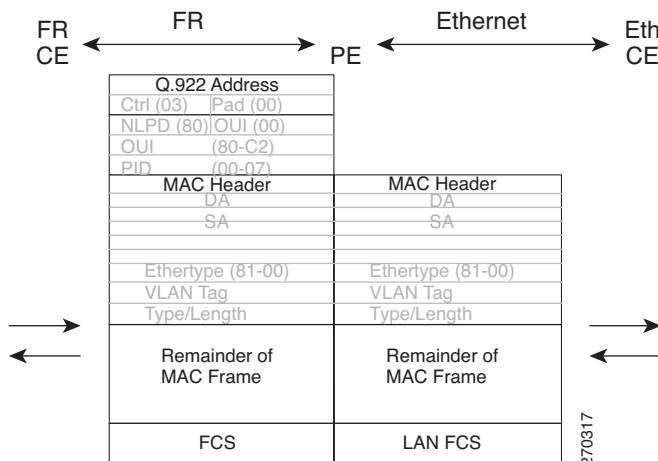 FR Ethernet
FR CE PE Eth CE
Q.922 Address
Ctrl (03) Pad (00)
NLPD (80) OUI (00)
OUI (80-C2)
PID (00-07)
MAC Header MAC Header
DA DA
SA SA
Ethertype (81-00) Ethertype (81-00)
VLAN Tag VLAN Tag
Type/Length Type/Length
Remainder of Remainder of
MAC Frame MAC Frame
FCS LAN FCS
270317